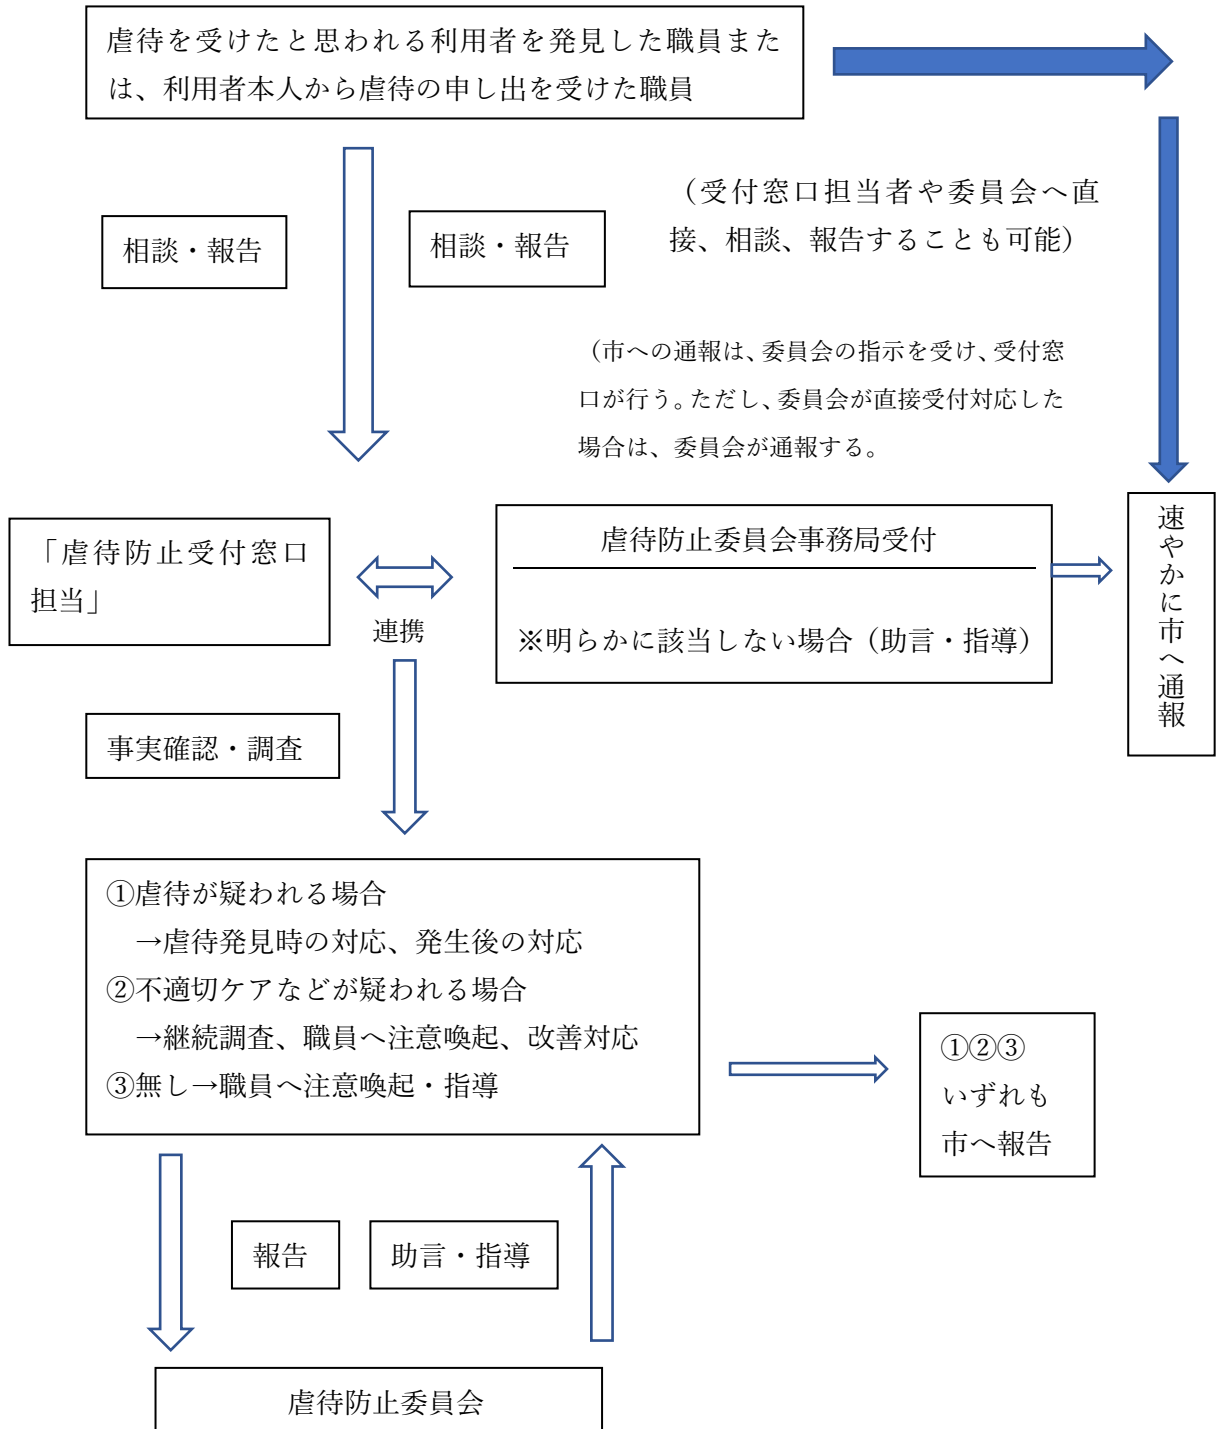 虐待を受けたと思われる利用者を発見した職員また
は、利用者本人から虐待の申し出を受けた職員
相談・報告
相談・報告
（受付窓口担当者や委員会へ直
接、相談、報告することも可能）
（市への通報は、委員会の指示を受け、受付窓
口が行う。ただし、委員会が直接受付対応した
場合は、委員会が通報する。
「虐待防止受付窓口
担当」
連携
虐待防止委員会事務局受付
※明らかに該当しない場合（助言・指導）
速やかに市へ通報
事実確認・調査
①虐待が疑われる場合
→虐待発見時の対応、発生後の対応
②不適切ケアなどが疑われる場合
→継続調査、職員へ注意喚起、改善対応
③無し→職員へ注意喚起・指導
①②③
いずれも
市へ報告
報告
助言・指導
虐待防止委員会